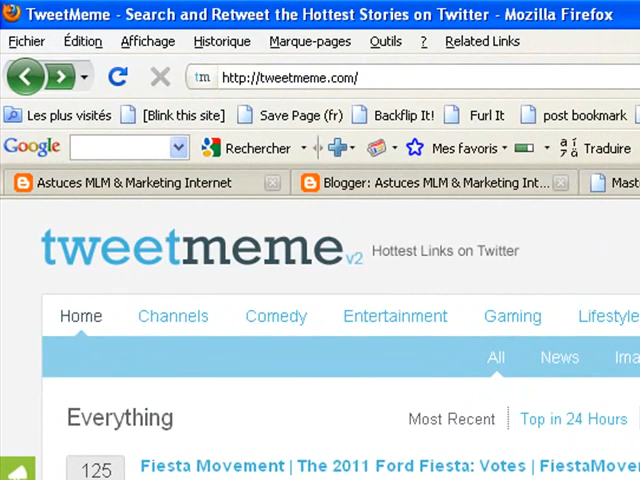 TweetMeme - Search and Retweet the Hottest Stories on Twitter - Mozilla Firefox
Fichier Édition Affichage Historique Marque-pages Outils ? Related Links
tm http://tweetmeme.com/
Les plus visités [Blink this site] Save Page (fr) Backflip It! Furl It post bookmark
Google Rechercher Mes favoris Traduire
Astuces MLM & Marketing Internet Blogger: Astuces MLM & Marketing Int... Mast
tweetmeme v2 Hottest Links on Twitter
Home Channels Comedy Entertainment Gaming Lifestyle
All News Ima
Everything Most Recent Top in 24 Hours
125 Fiesta Movement | The 2011 Ford Fiesta: Votes | FiestaMove